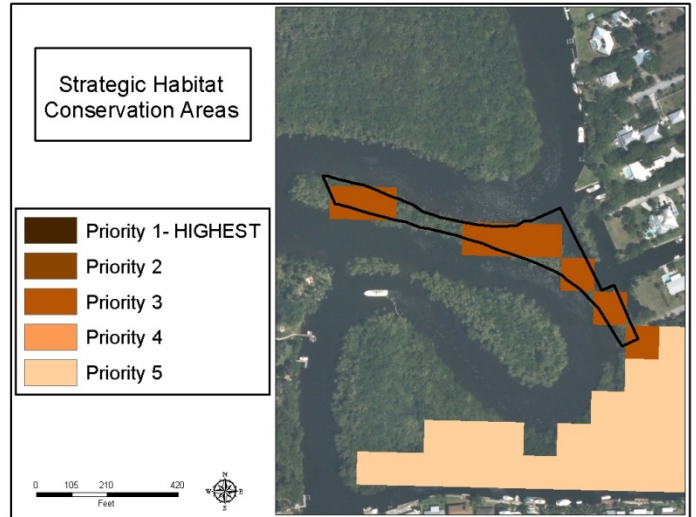 Strategic Habitat
Conservation Areas
Priority 1- HIGHEST
Priority 2
Priority 3
Priority 4
Priority 5
0 105 210 420
Feet
N
W E
S